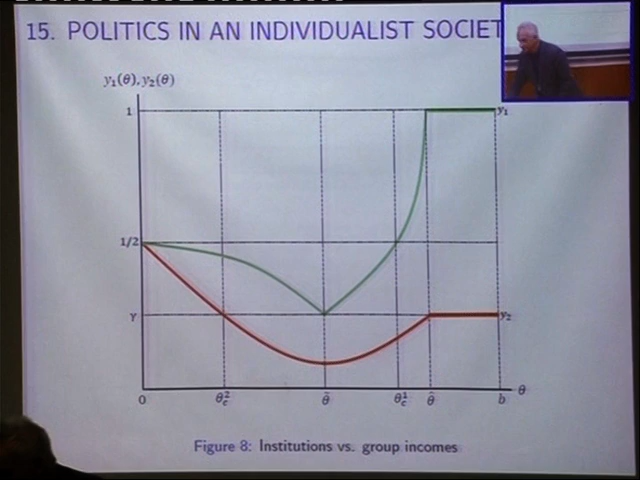 15. POLITICS IN AN INDIVIDUALIST SOCIET
y₁(θ), y₂(θ)
1
y₁
1/2
γ
y₂
0 θ²c θ̃ θ¹c b θ
Figure 8: Institutions vs. group incomes